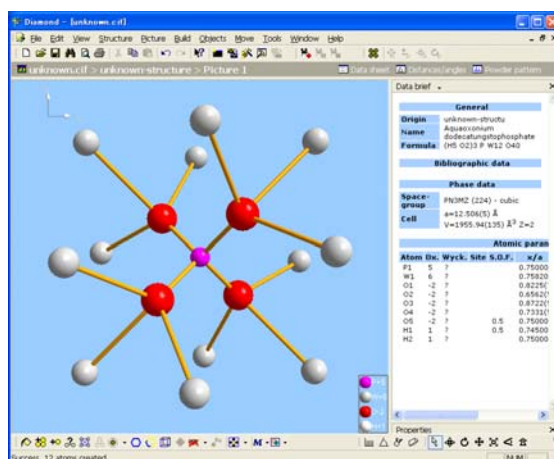 Diamond - [unknown.cif]
File Edit View Structure Picture Build Objects Move Tools Window Help
unknown.cif > unknown-structure > Picture 1
Data sheet Distances/angles Powder pattern
Data brief
General
Origin unknown-structu
Name Aquaoxonium
dodecatungstophosphate
Formula (H5 O2)3 P W12 O40
Bibliographic data
Phase data
Space-group PN3MZ (224) - cubic
Cell a=12.506(5) Å
V=1955.94(135) Å³ Z=2
Atomic param
Atom Ox. Wyck. Site S.O.F. x/a
P1 5 ? 0.75000
W1 6 ? 0.75820
O1 -2 ? 0.8225(
O2 -2 ? 0.6562(
O3 -2 ? 0.8722(
O4 -2 ? 0.7331(
O5 -2 ? 0.5 0.75000
H1 1 ? 0.5 0.74500
H2 1 ? 0.75000
Properties
Success, 12 atoms created.
NUM